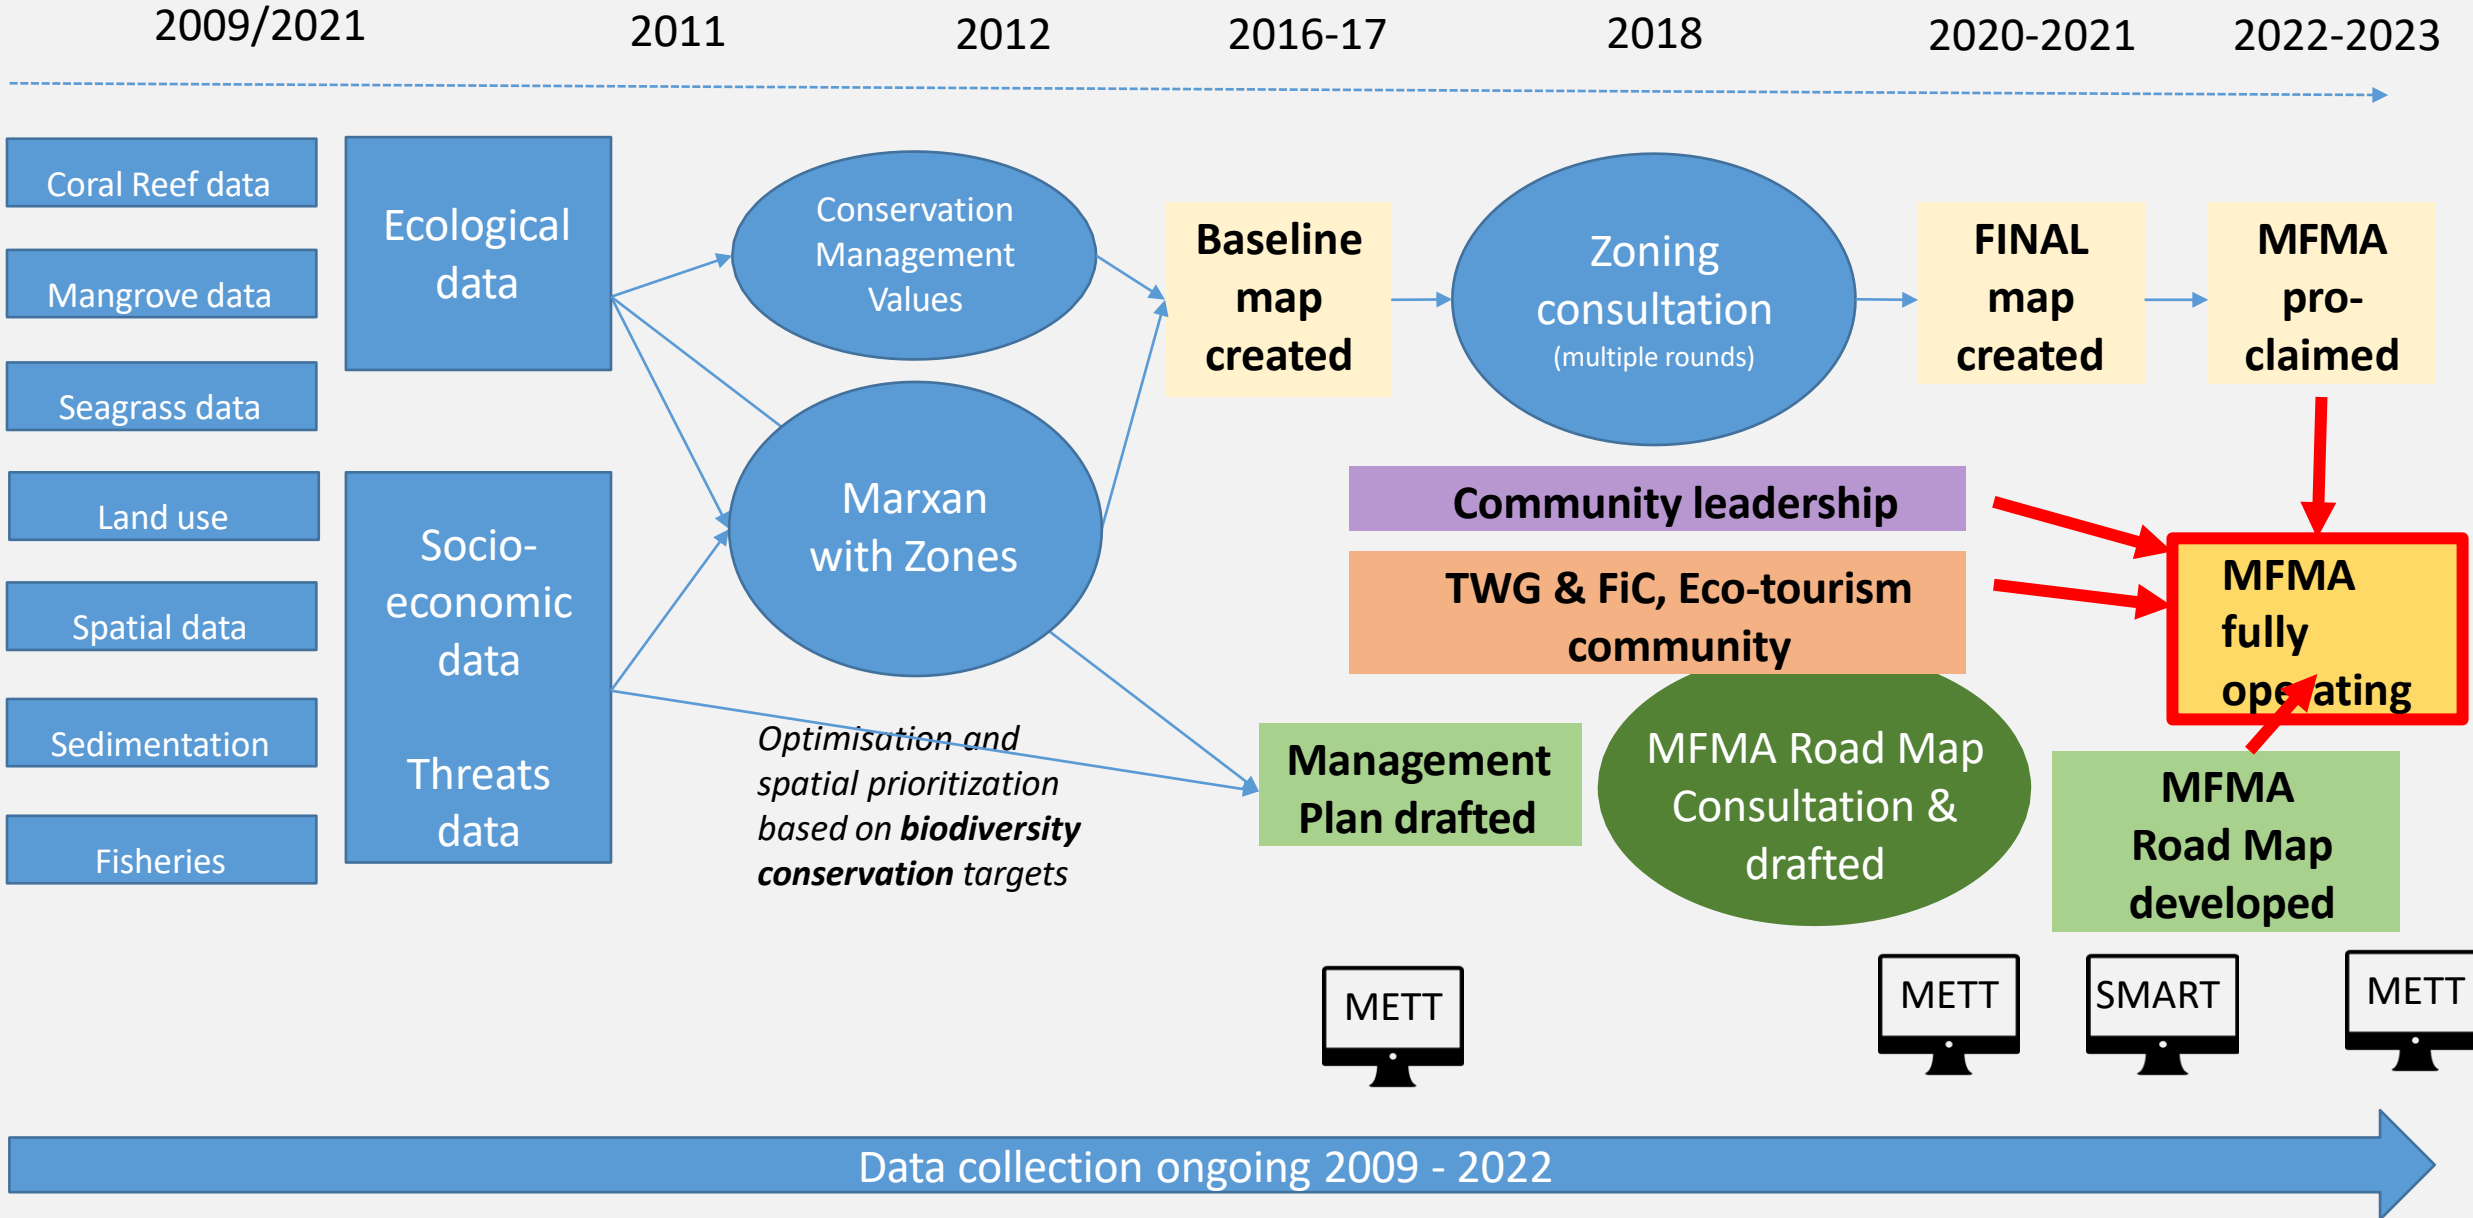 2009/2021
2011
2012
2016-17
2018
2020-2021
2022-2023
Coral Reef data
Mangrove data
Seagrass data
Land use
Spatial data
Sedimentation
Fisheries
Ecological
data
Socio-
economic
data
Threats
data
Conservation
Management
Values
Marxan
with Zones
Optimisation and
spatial prioritization
based on biodiversity
conservation targets
Baseline
map
created
Zoning
consultation
(multiple rounds)
FINAL
map
created
MFMA
pro-
claimed
Community leadership
TWG & FiC, Eco-tourism
community
MFMA
fully
operating
Management
Plan drafted
MFMA Road Map
Consultation &
drafted
MFMA
Road Map
developed
METT
METT
SMART
METT
Data collection ongoing 2009 - 2022